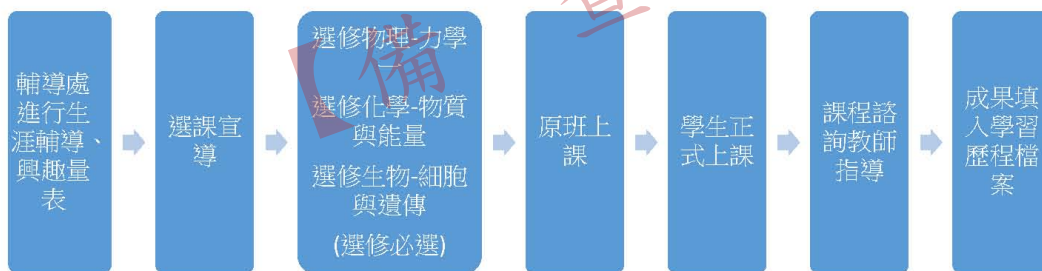 輔導處
進行生
涯輔導、
興趣量
表
選課宣
導
選修物理-力學
一
選修化學-物質
與能量
選修生物-細胞
與遺傳
(選修必選)
原班上
課
學生正
式上課
課程諮
詢教師
指導
成果填
入學習
歷程檔
案
【備查